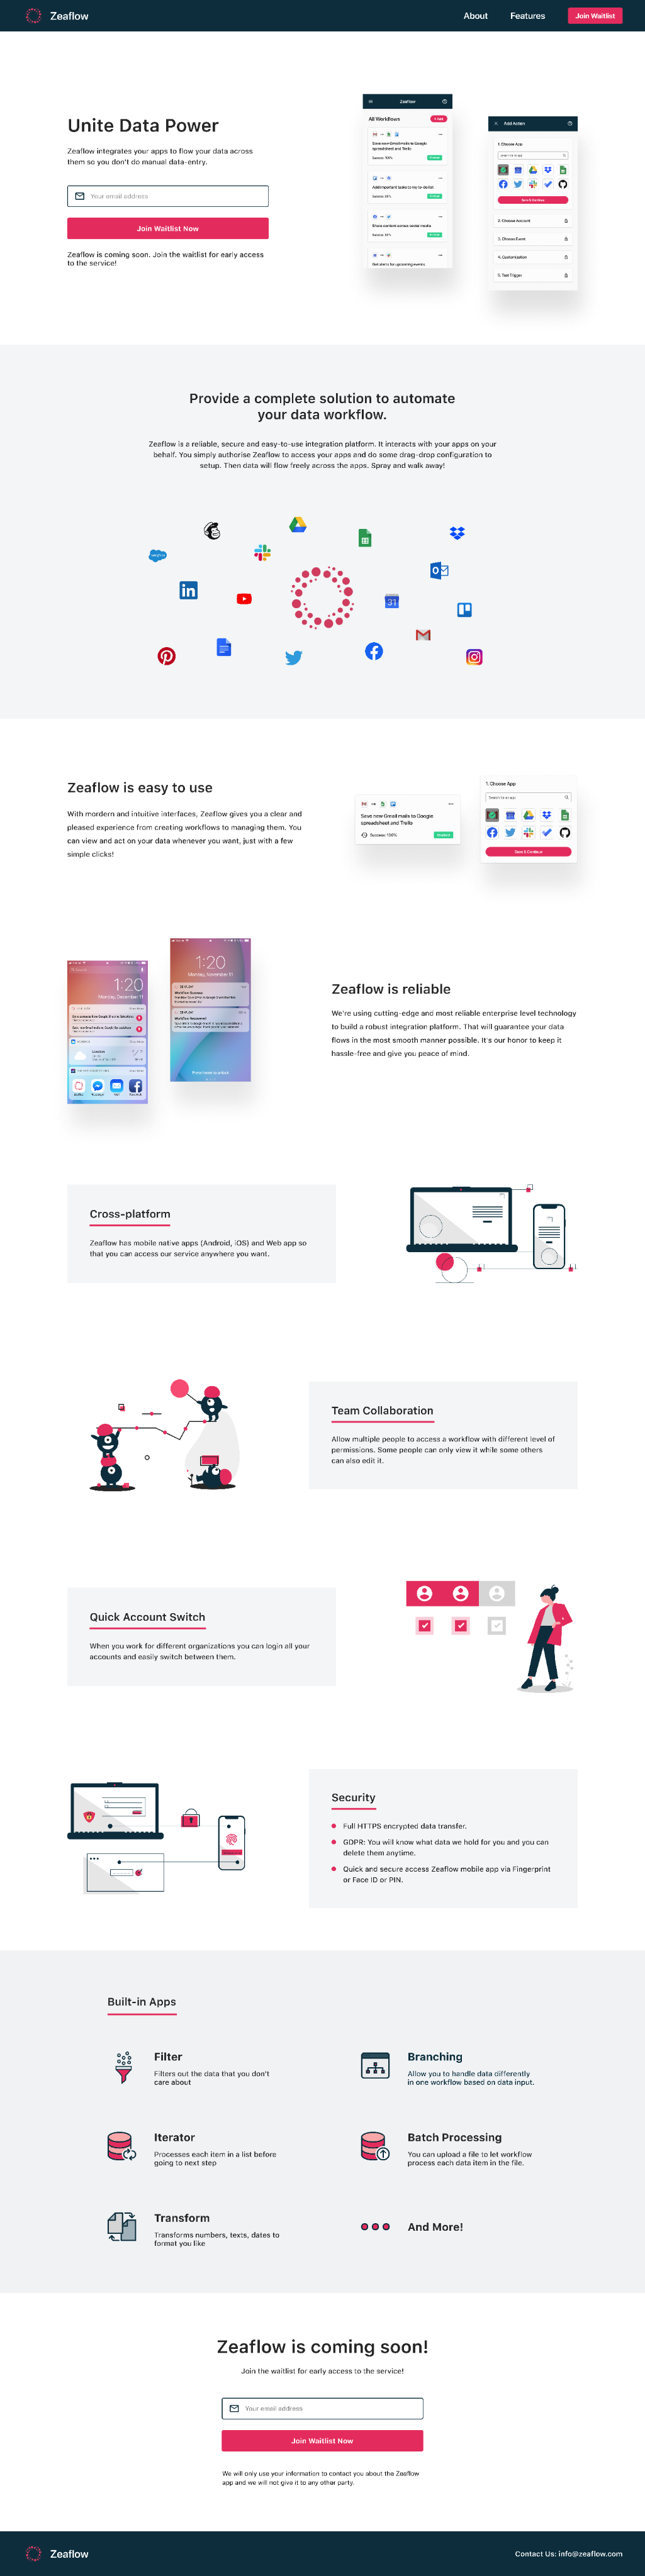 Zeaflow
About
Features
Join Waitlist
Unite Data Power
Zeaflow integrates your apps to flow your data across
them so you don't do manual data-entry.
Your email address
Join Waitlist Now
Zeaflow is coming soon. Join the waitlist for early access
to the service!
Zeaflow
All Workflows
Save new Gmail mails to Google
spreadsheet and Trello
Success: 100%
Add important tasks to my to-do list
Share content across social media
Get alerts for upcoming events
Add Action
1. Choose App
Save & Continue
2. Choose Account
3. Choose Event
4. Customization
5. Test Trigger
Provide a complete solution to automate
your data workflow.
Zeaflow is a reliable, secure and easy-to-use integration platform. It interacts with your apps on your
behalf. You simply authorise Zeaflow to access your apps and do some drag-drop configuration to
setup. Then data will flow freely across the apps. Spray and walk away!
31
Zeaflow is easy to use
With mordern and intuitive interfaces, Zeaflow gives you a clear and
pleased experience from creating workflows to managing them. You
can view and act on your data whenever you want, just with a few
simple clicks!
Save new Gmail mails to Google
spreadsheet and Trello
Success: 100%
1. Choose App
Search for an app
Save & Continue
1:20
Monday, December 11
1:20
Monday, November 11
Workflow Success
Press home to unlock
Zeaflow is reliable
We're using cutting-edge and most reliable enterprise level technology
to build a robust integration platform. That will guarantee your data
flows in the most smooth manner possible. It's our honor to keep it
hassle-free and give you peace of mind.
Cross-platform
Zeaflow has mobile native apps (Android, iOS) and Web app so
that you can access our service anywhere you want.
Team Collaboration
Allow multiple people to access a workflow with different level of
permissions. Some people can only view it while some others
can also edit it.
Quick Account Switch
When you work for different organizations you can login all your
accounts and easily switch between them.
Security
Full HTTPS encrypted data transfer.
GDPR: You will know what data we hold for you and you can
delete them anytime.
Quick and secure access Zeaflow mobile app via Fingerprint
or Face ID or PIN.
Built-in Apps
Filter
Filters out the data that you don't
care about
Branching
Allow you to handle data differently
in one workflow based on data input.
Iterator
Processes each item in a list before
going to next step
Batch Processing
You can upload a file to let workflow
process each data item in the file.
Transform
Transforms numbers, texts, dates to
format you like
And More!
Zeaflow is coming soon!
Join the waitlist for early access to the service!
Your email address
Join Waitlist Now
We will only use your information to contact you about the Zeaflow
app and we will not give it to any other party.
Zeaflow
Contact Us: info@zeaflow.com